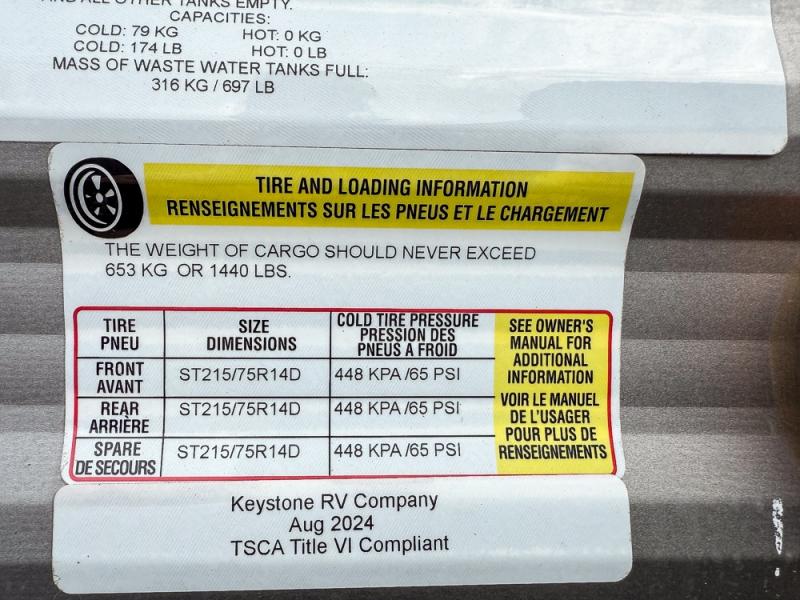 AND ALL OTHER TANKS EMPTY.
CAPACITIES:
COLD: 79 KG HOT: 0 KG
COLD: 174 LB HOT: 0 LB
MASS OF WASTE WATER TANKS FULL:
316 KG / 697 LB
TIRE AND LOADING INFORMATION
RENSEIGNEMENTS SUR LES PNEUS ET LE CHARGEMENT
THE WEIGHT OF CARGO SHOULD NEVER EXCEED
653 KG OR 1440 LBS.
TIRE
PNEU
SIZE
DIMENSIONS
COLD TIRE PRESSURE
PRESSION DES
PNEUS A FROID
FRONT
AVANT
ST215/75R14D
448 KPA /65 PSI
REAR
ARRIÈRE
ST215/75R14D
448 KPA /65 PSI
SPARE
DE SECOURS
ST215/75R14D
448 KPA /65 PSI
SEE OWNER'S
MANUAL FOR
ADDITIONAL
INFORMATION
VOIR LE MANUEL
DE L'USAGER
POUR PLUS DE
RENSEIGNEMENTS
Keystone RV Company
Aug 2024
TSCA Title VI Compliant